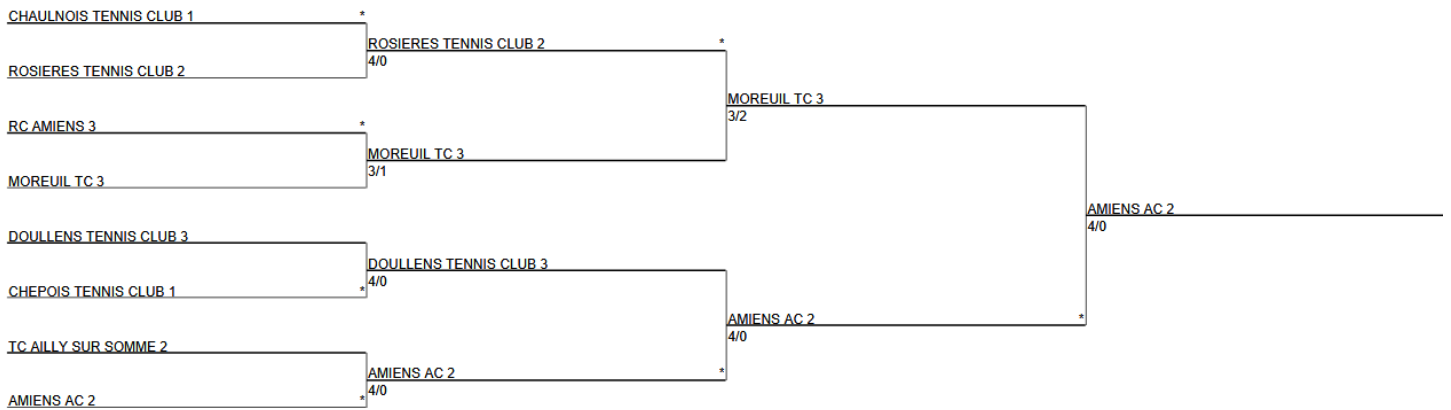 CHAULNOIS TENNIS CLUB 1 *
ROSIERES TENNIS CLUB 2 *
4/0
ROSIERES TENNIS CLUB 2
MOREUIL TC 3
3/2
RC AMIENS 3 *
MOREUIL TC 3
3/1
MOREUIL TC 3
AMIENS AC 2
4/0
DOULLENS TENNIS CLUB 3
DOULLENS TENNIS CLUB 3
4/0
CHEPOIS TENNIS CLUB 1 *
AMIENS AC 2 *
4/0
TC AILLY SUR SOMME 2
AMIENS AC 2 *
4/0
AMIENS AC 2 *